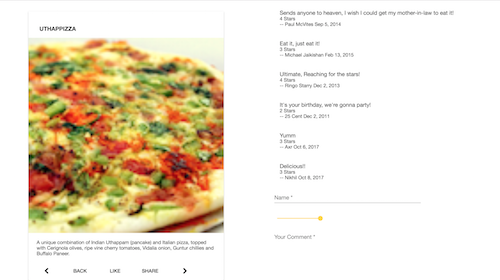 UTHAPPIZZA
A unique combination of Indian Uthappam (pancake) and Italian pizza, topped
with Cerignola olives, ripe vine cherry tomatoes, Vidalia onion, Guntur chillies and
Buffalo Paneer.
BACK LIKE SHARE
Sends anyone to heaven, I wish I could get my mother-in-law to eat it!
4 Stars
-- Paul McVites Sep 5, 2014
Eat it, just eat it!
3 Stars
-- Michael Jaikishan Feb 13, 2015
Ultimate, Reaching for the stars!
4 Stars
-- Ringo Starry Dec 2, 2013
It's your birthday, we're gonna party!
2 Stars
-- 25 Cent Dec 2, 2011
Yumm
3 Stars
-- Axr Oct 6, 2017
Delicious!!
3 Stars
-- Nikhil Oct 8, 2017
Name *
Your Comment *